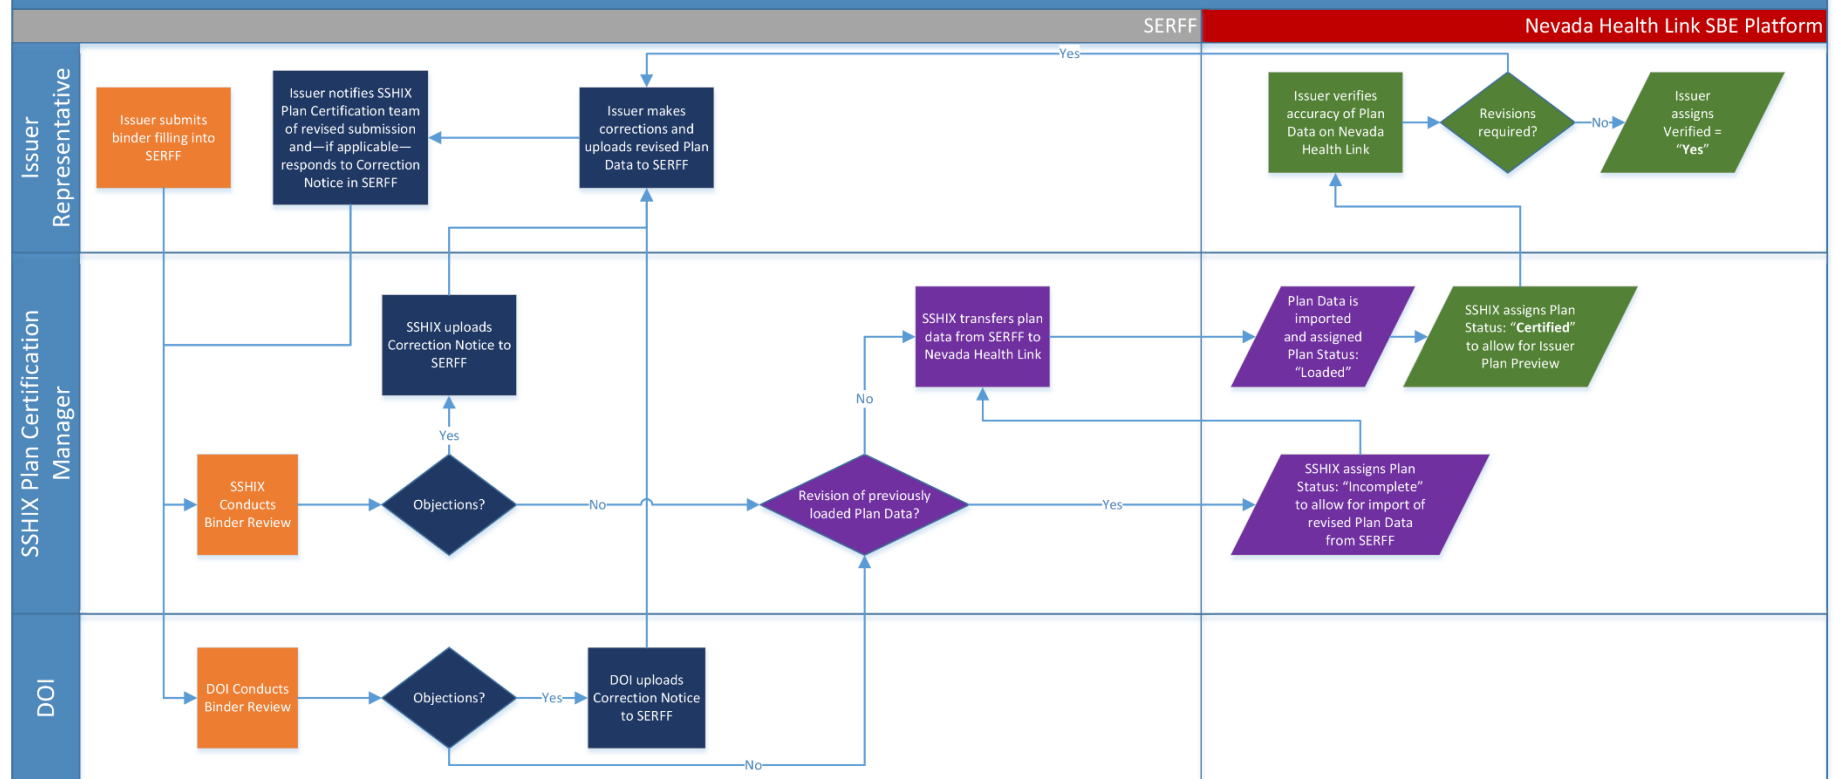 SERFF
Nevada Health Link SBE Platform
Issuer
Representative
Issuer submits
binder filling into
SERFF
Issuer notifies SSHIX
Plan Certification team
of revised submission
and—if applicable—
responds to Correction
Notice in SERFF
Issuer makes
corrections and
uploads revised Plan
Data to SERFF
Yes
Issuer verifies
accuracy of Plan
Data on Nevada
Health Link
Revisions
required?
No
Issuer
assigns
Verified =
“Yes”
SSHIX Plan Certification
Manager
SSHIX uploads
Correction Notice to
SERFF
Yes
SSHIX
Conducts
Binder Review
Objections?
No
Revision of previously
loaded Plan Data?
No
SSHIX transfers plan
data from SERFF to
Nevada Health Link
Plan Data is
imported
and assigned
Plan Status:
“Loaded”
SSHIX assigns Plan
Status: “Certified”
to allow for Issuer
Plan Preview
Yes
SSHIX assigns Plan
Status: “Incomplete”
to allow for import of
revised Plan Data
from SERFF
DOI
DOI Conducts
Binder Review
Objections?
Yes
DOI uploads
Correction Notice
to SERFF
No